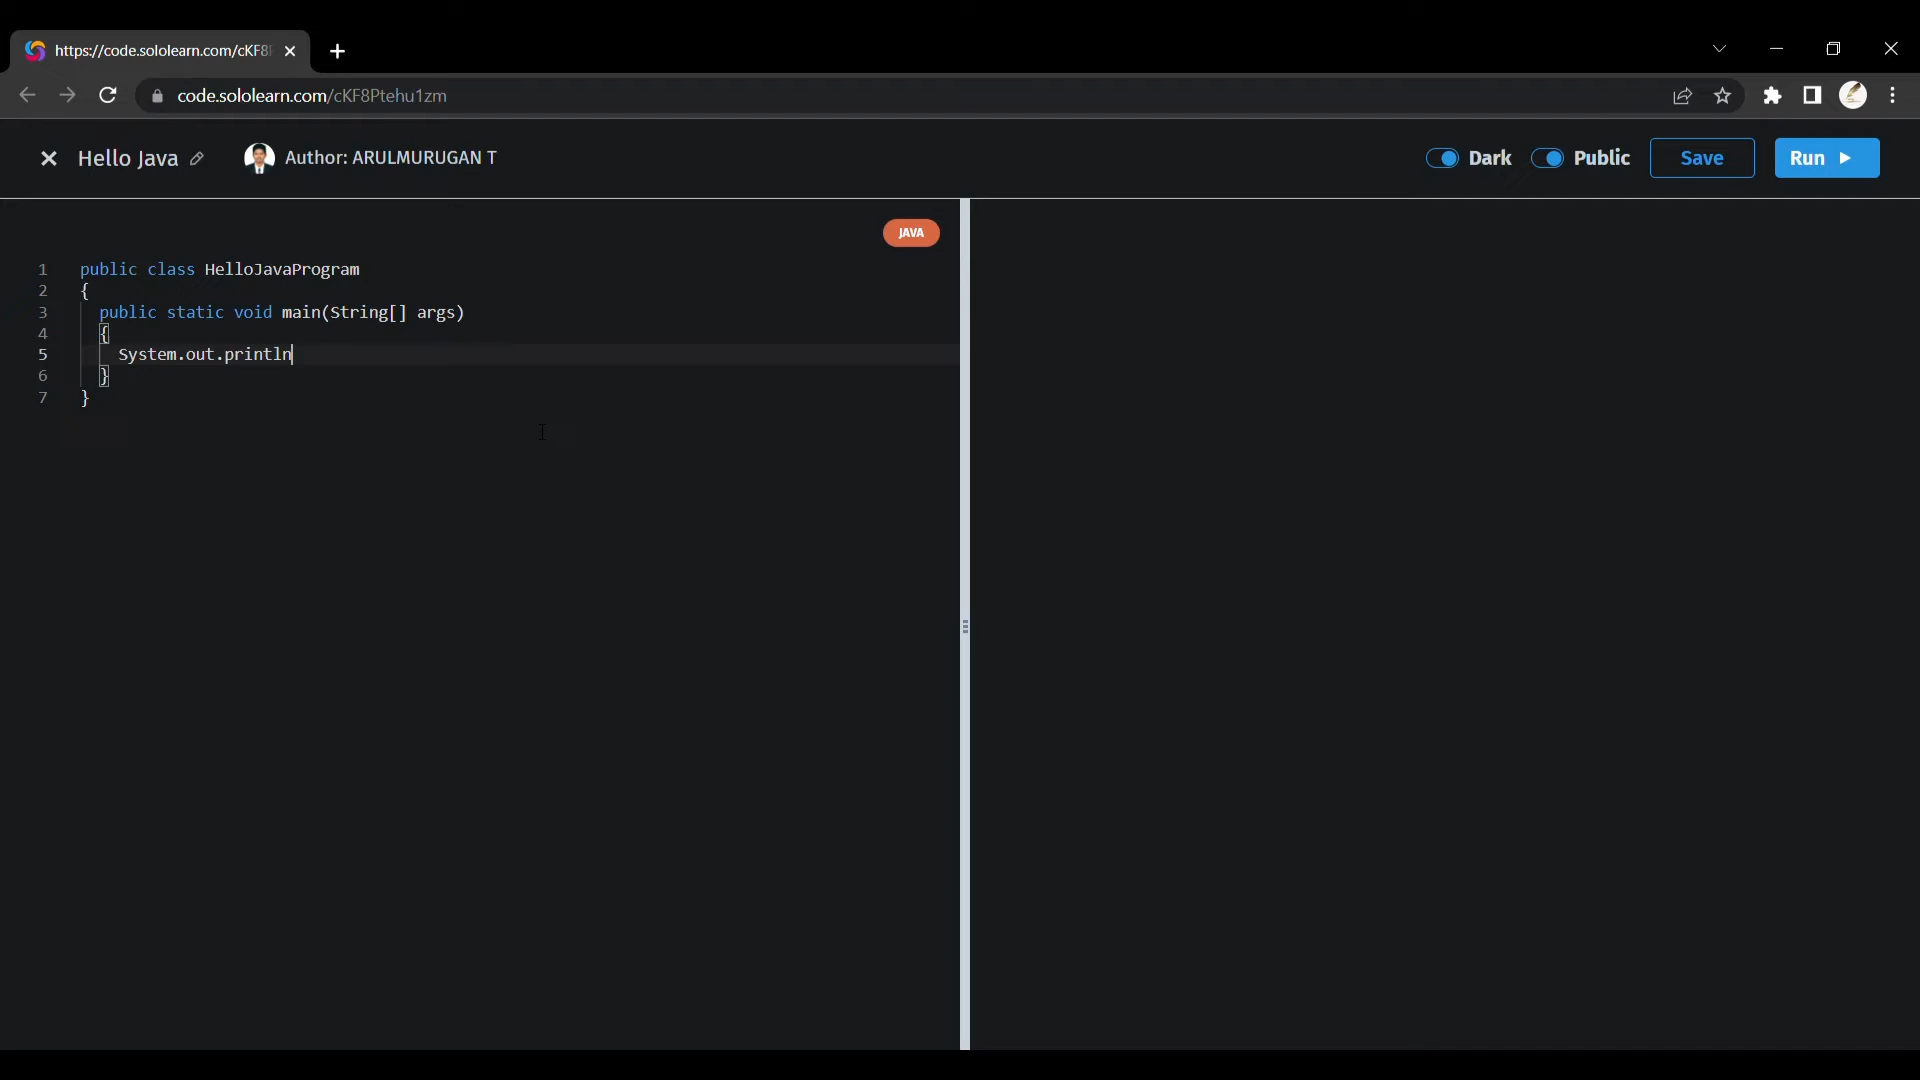 https://code.sololearn.com/cKF8
code.sololearn.com/cKF8Ptehu1zm
Hello Java
Author: ARULMURUGAN T
Dark
Public
Save
Run
JAVA
1 public class HelloJavaProgram
2 {
3 public static void main(String[] args)
4 {
5 System.out.println
6 }
7 }